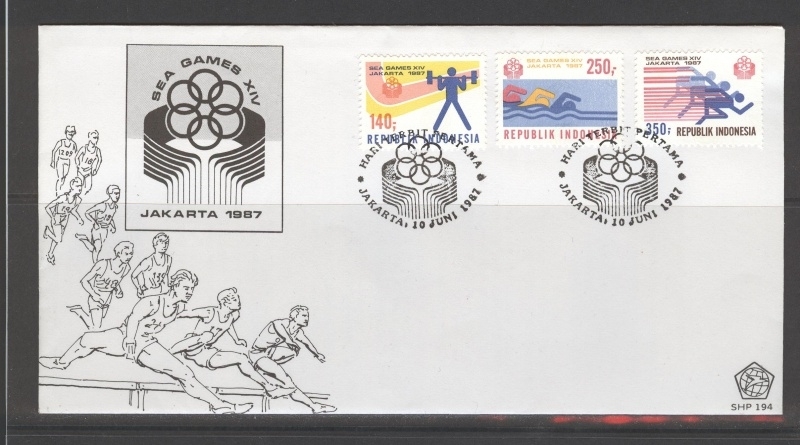 SEA GAMES XIV
JAKARTA 1987
SEA GAMES XIV
JAKARTA 1987
140,-
REPUBLIK INDONESIA
SEA GAMES XIV
JAKARTA 1987
250,-
REPUBLIK INDONESIA
SEA GAMES XIV
JAKARTA 1987
350,-
REPUBLIK INDONESIA
HARI TERBIT PERTAMA
JAKARTA, 10 JUNI 1987
HARI TERBIT PERTAMA
JAKARTA, 10 JUNI 1987
SHP 194